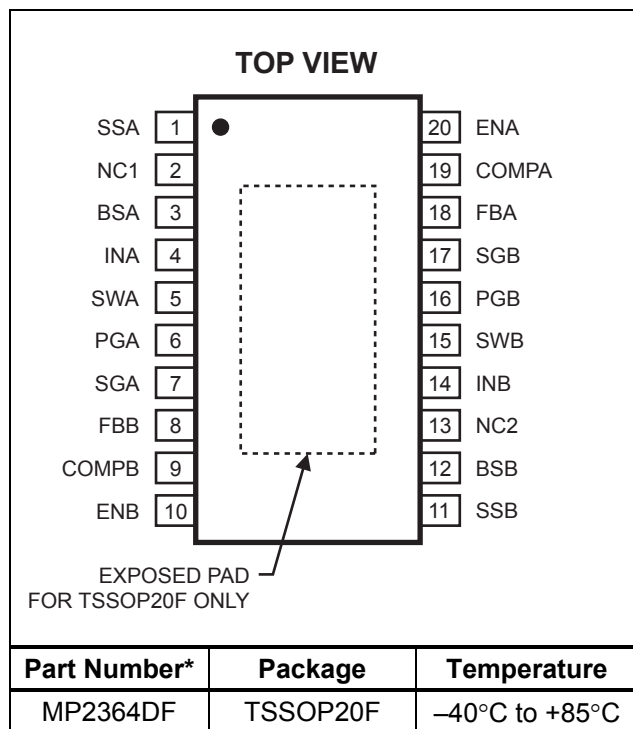 TOP VIEW
SSA 1 20 ENA
NC1 2 19 COMPA
BSA 3 18 FBA
INA 4 17 SGB
SWA 5 16 PGB
PGA 6 15 SWB
SGA 7 14 INB
FBB 8 13 NC2
COMPB 9 12 BSB
ENB 10 11 SSB
EXPOSED PAD
FOR TSSOP20F ONLY
Part Number* Package Temperature
MP2364DF TSSOP20F –40°C to +85°C